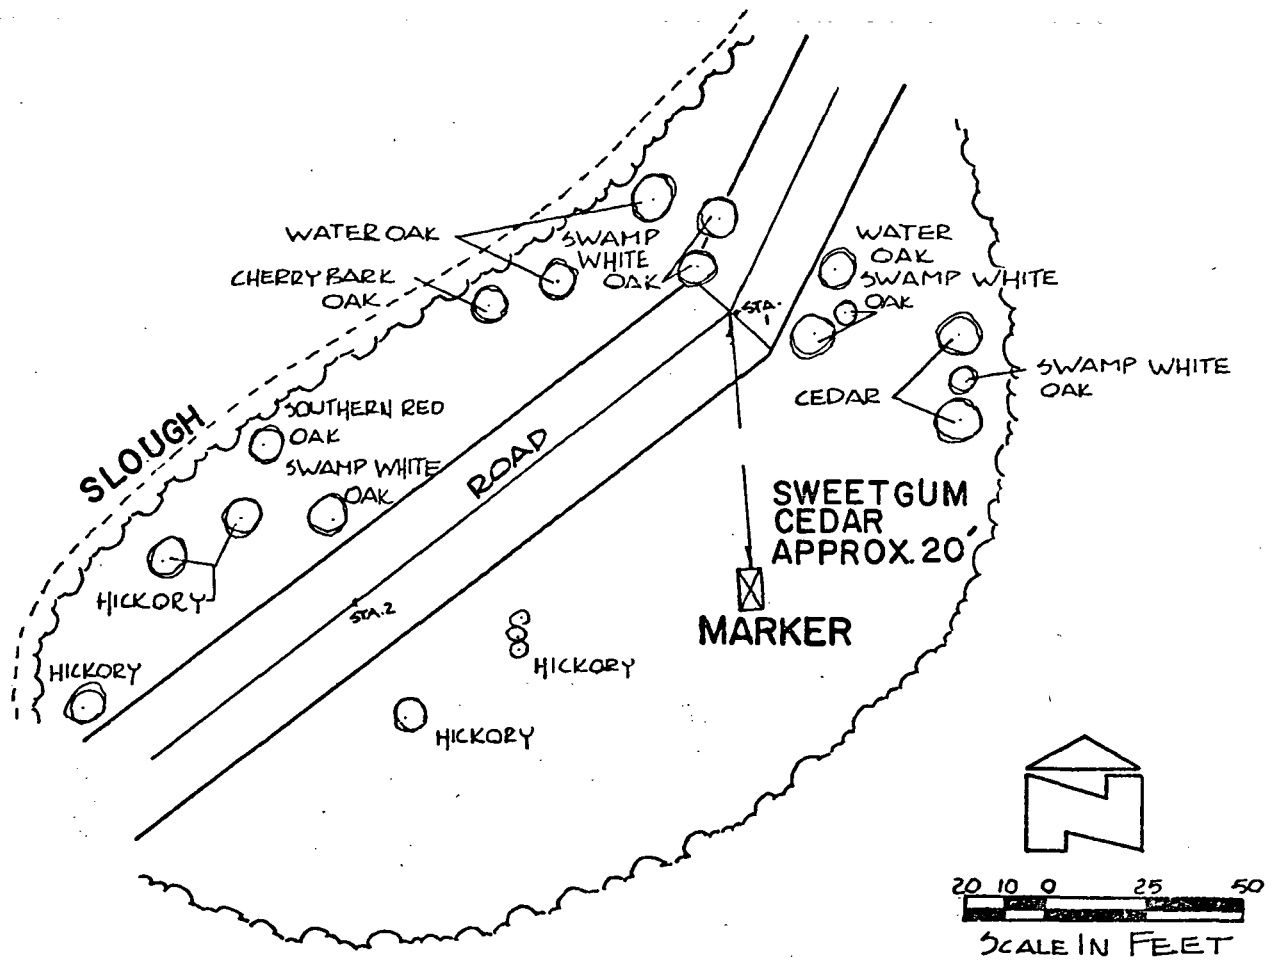 WATER OAK
SWAMP
WHITE
OAK
CHERRYBARK
OAK
WATER
OAK
SWAMP WHITE
OAK
STA.
1
SWAMP WHITE
OAK
CEDAR
SOUTHERN RED
OAK
SLOUGH
SWAMP WHITE
OAK
ROAD
SWEETGUM
CEDAR
APPROX. 20'
HICKORY
STA.2
MARKER
HICKORY
HICKORY
HICKORY
N
20 10 0 25 50
SCALE IN FEET